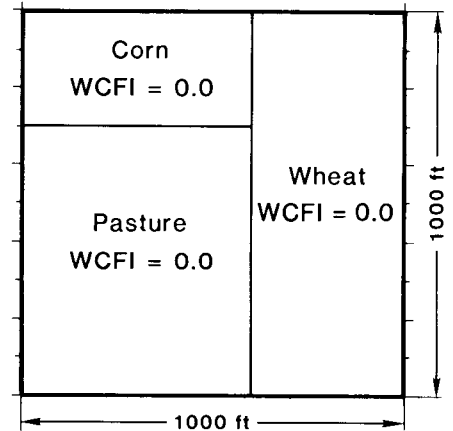 Corn
WCFI = 0.0
Wheat
WCFI = 0.0
Pasture
WCFI = 0.0
1000 ft
1000 ft